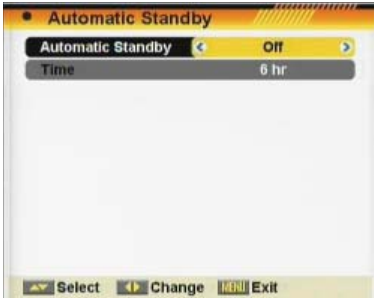 Automatic Standby
Automatic Standby Off
Time 6 hr
Select Change MENU Exit